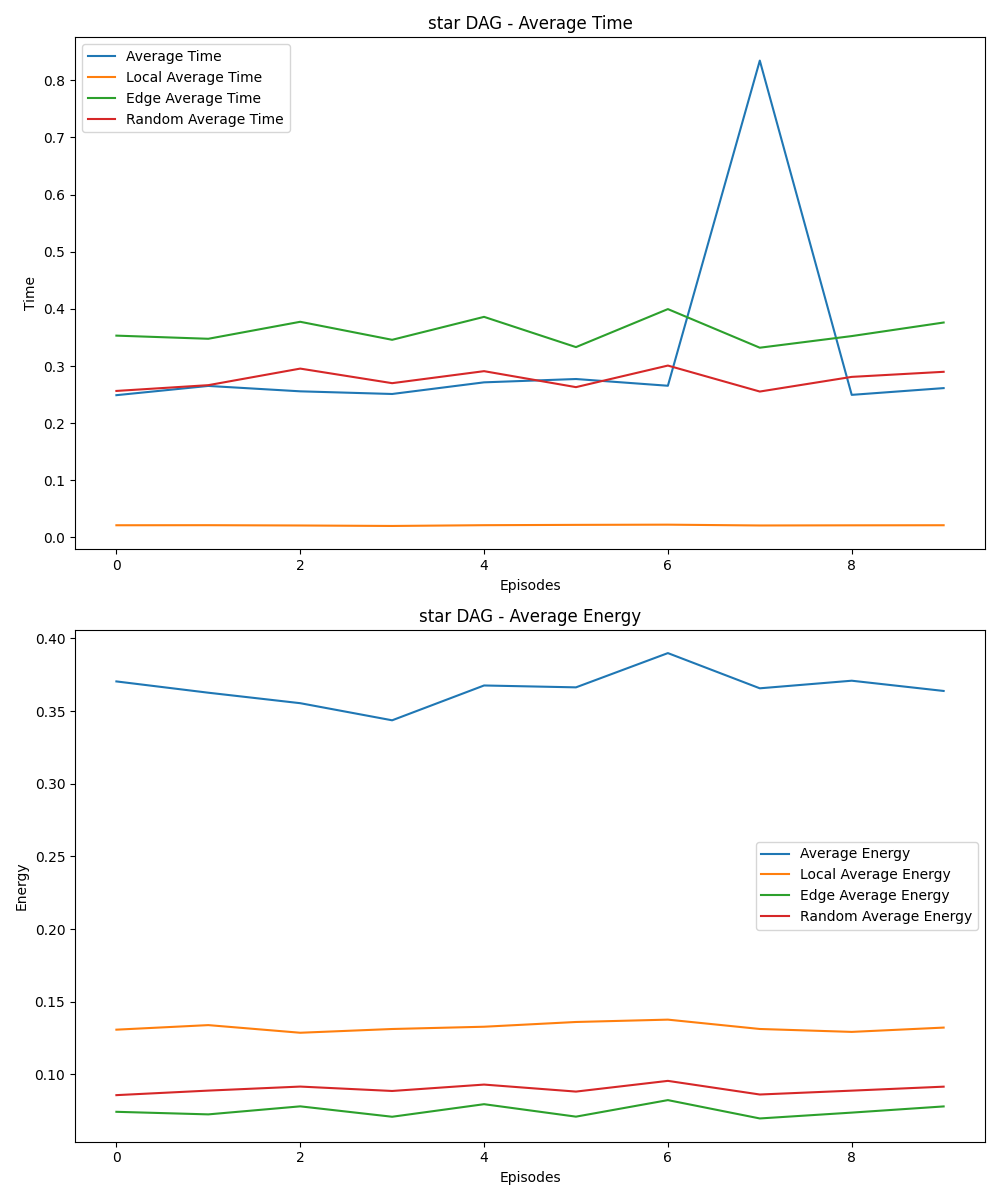 star DAG - Average Time
Average Time
Local Average Time
Edge Average Time
Random Average Time
Time
0.8
0.7
0.6
0.5
0.4
0.3
0.2
0.1
0.0
0 2 4 6 8
Episodes
star DAG - Average Energy
Energy
0.40
0.35
0.30
0.25
0.20
0.15
0.10
Average Energy
Local Average Energy
Edge Average Energy
Random Average Energy
0 2 4 6 8
Episodes